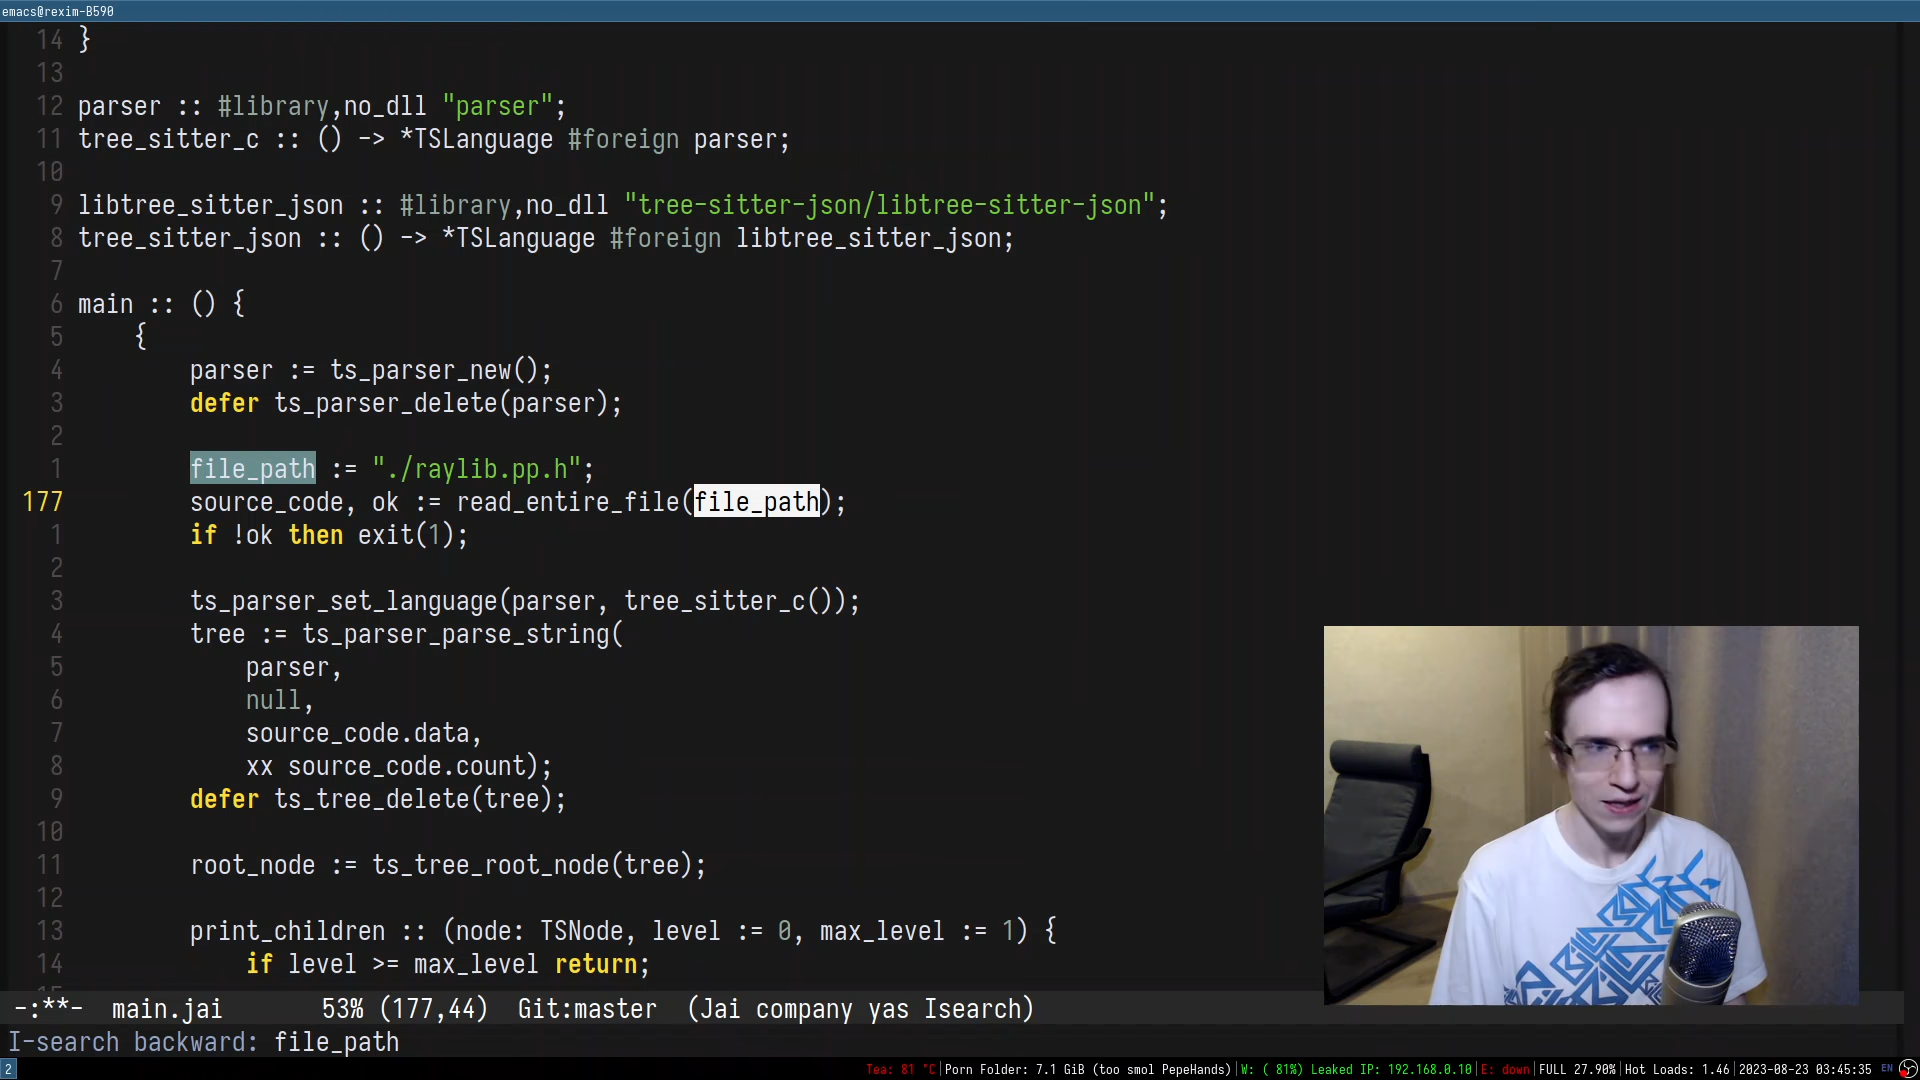 emacs@rexim-B590
14 }
13
12 parser :: #library,no_dll "parser";
11 tree_sitter_c :: () -> *TSLanguage #foreign parser;
10
9 libtree_sitter_json :: #library,no_dll "tree-sitter-json/libtree-sitter-json";
8 tree_sitter_json :: () -> *TSLanguage #foreign libtree_sitter_json;
7
6 main :: () {
5 {
4 parser := ts_parser_new();
3 defer ts_parser_delete(parser);
2
1 file_path := "./raylib.pp.h";
177 source_code, ok := read_entire_file(file_path);
1 if !ok then exit(1);
2
3 ts_parser_set_language(parser, tree_sitter_c());
4 tree := ts_parser_parse_string(
5 parser,
6 null,
7 source_code.data,
8 xx source_code.count);
9 defer ts_tree_delete(tree);
10
11 root_node := ts_tree_root_node(tree);
12
13 print_children :: (node: TSNode, level := 0, max_level := 1) {
14 if level >= max_level return;
-:**- main.jai 53% (177,44) Git:master (Jai company yas Isearch)
I-search backward: file_path
2 Tea: 81 °C|Porn Folder: 7.1 GiB (too smol PepeHands)|W: ( 81%) Leaked IP: 192.168.0.10|E: down|FULL 27.90%|Hot Loads: 1.46|2023-08-23 03:45:35 EN